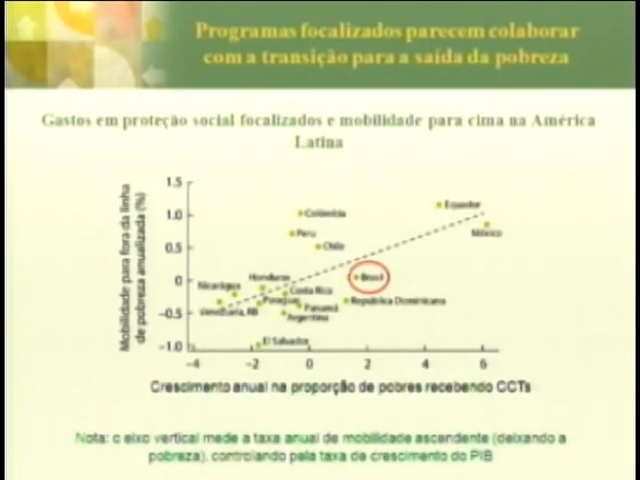 Programas focalizados parecem colaborar
com a transição para a saída da pobreza
Gastos em proteção social focalizados e mobilidade para cima na América
Latina
Mobilidade para fora da linha
de pobreza anualizada (%)
1.5
1.0
0.5
0
-0.5
-1.0
Equador
México
Colombia
Peru
Chile
Brasil
Honduras
Nicarágua
Costa Rica
Paraguai
Republica Dominicana
Venezuela, RB
Panamá
Argentina
El Salvador
-4 -2 0 2 4 6
Crescimento anual na proporção de pobres recebendo CCTs
Nota: o eixo vertical mede a taxa anual de mobilidade ascendente (deixando a
pobreza), controlando pela taxa de crescimento do PIB